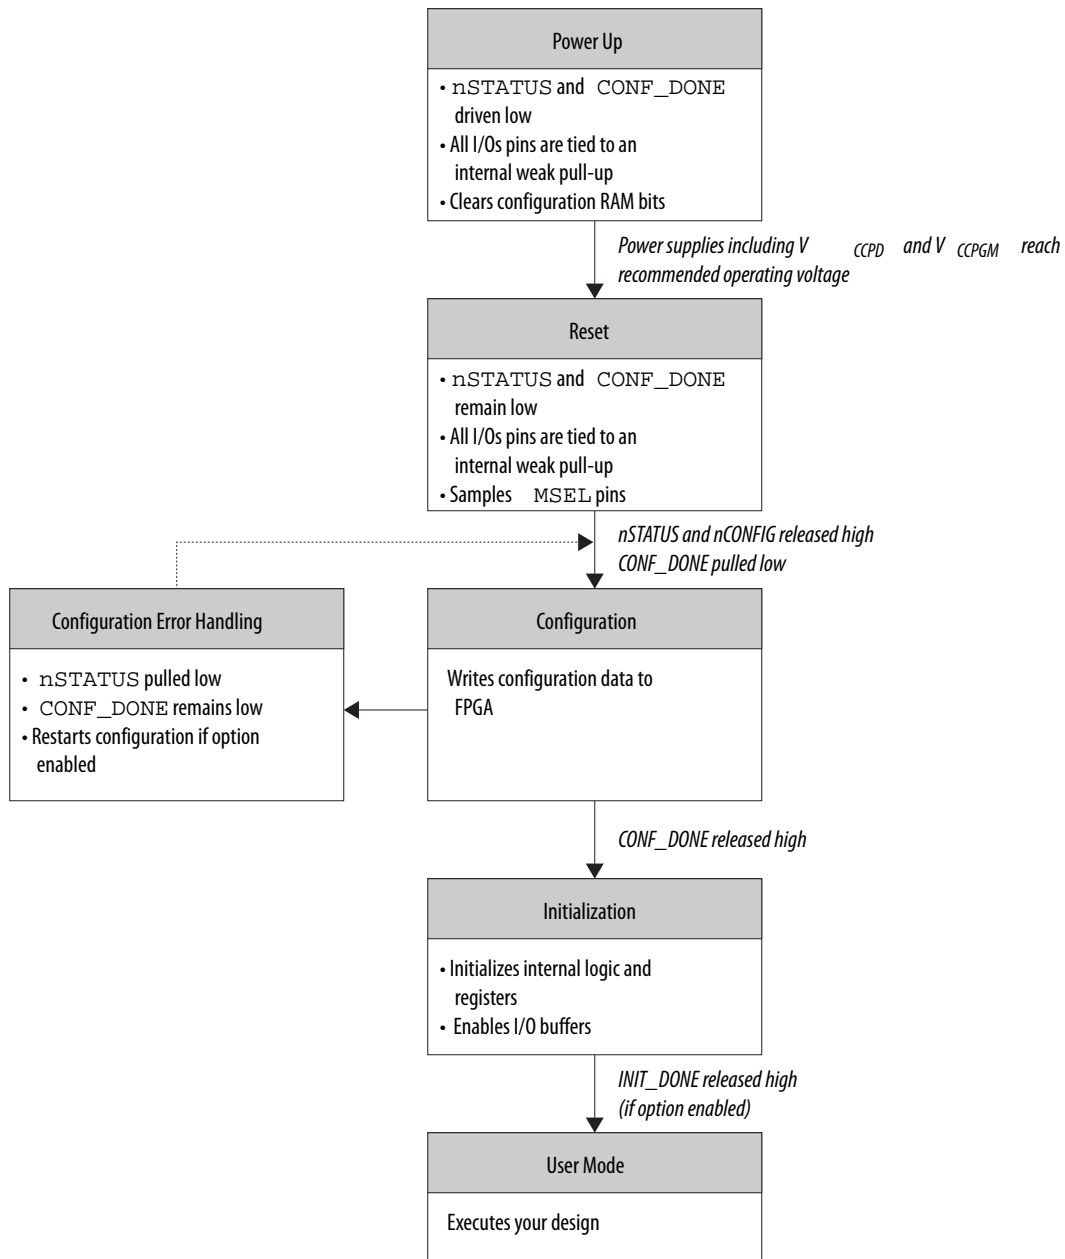 Power Up
• nSTATUS and CONF_DONE
driven low
• All I/Os pins are tied to an
internal weak pull-up
• Clears configuration RAM bits
Power supplies including V CCPD and V CCPGM reach
recommended operating voltage
Reset
• nSTATUS and CONF_DONE
remain low
• All I/Os pins are tied to an
internal weak pull-up
• Samples MSEL pins
nSTATUS and nCONFIG released high
CONF_DONE pulled low
Configuration Error Handling
• nSTATUS pulled low
• CONF_DONE remains low
• Restarts configuration if option
enabled
Configuration
Writes configuration data to
FPGA
CONF_DONE released high
Initialization
• Initializes internal logic and
registers
• Enables I/O buffers
INIT_DONE released high
(if option enabled)
User Mode
Executes your design